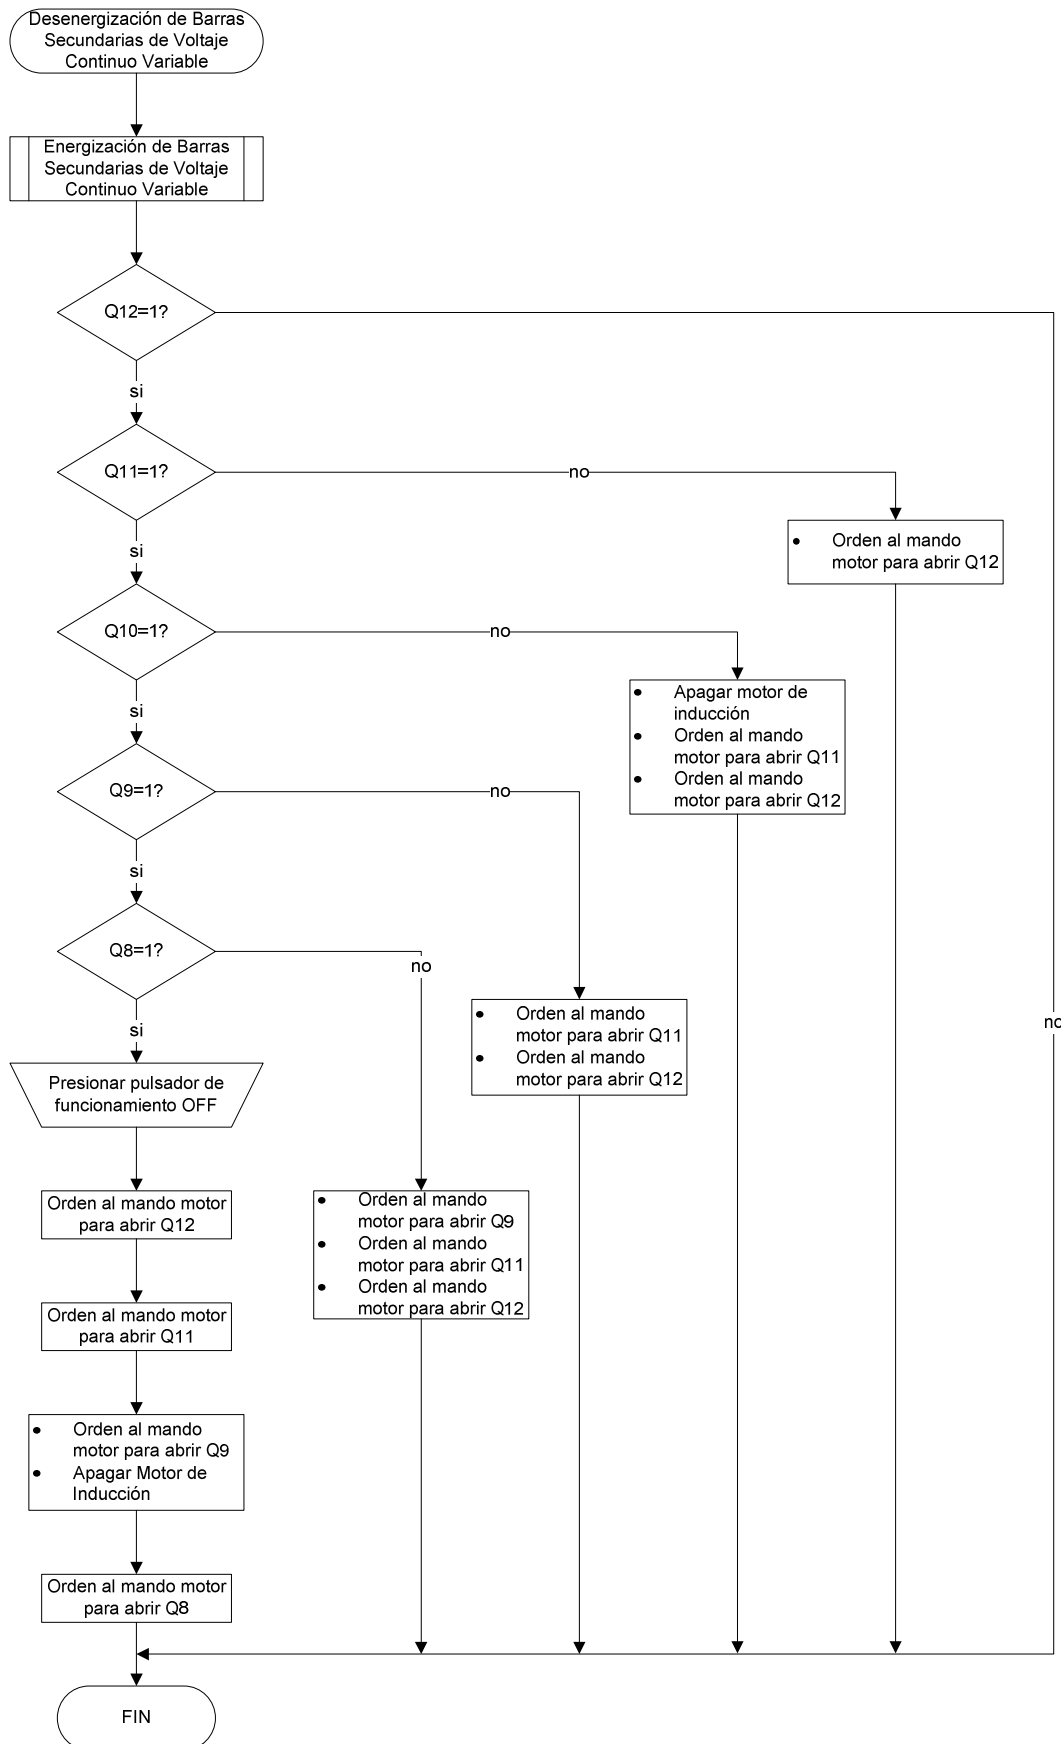 Desenergización de Barras
Secundarias de Voltaje
Continuo Variable
Energización de Barras
Secundarias de Voltaje
Continuo Variable
Q12=1?
si
Q11=1?
no
Orden al mando
motor para abrir Q12
si
Q10=1?
no
Apagar motor de
inducción
Orden al mando
motor para abrir Q11
Orden al mando
motor para abrir Q12
si
Q9=1?
no
si
Q8=1?
no
Orden al mando
motor para abrir Q11
Orden al mando
motor para abrir Q12
no
si
Presionar pulsador de
funcionamiento OFF
Orden al mando motor
para abrir Q12
Orden al mando
motor para abrir Q9
Orden al mando
motor para abrir Q11
Orden al mando
motor para abrir Q12
Orden al mando motor
para abrir Q11
Orden al mando
motor para abrir Q9
Apagar Motor de
Inducción
Orden al mando motor
para abrir Q8
FIN